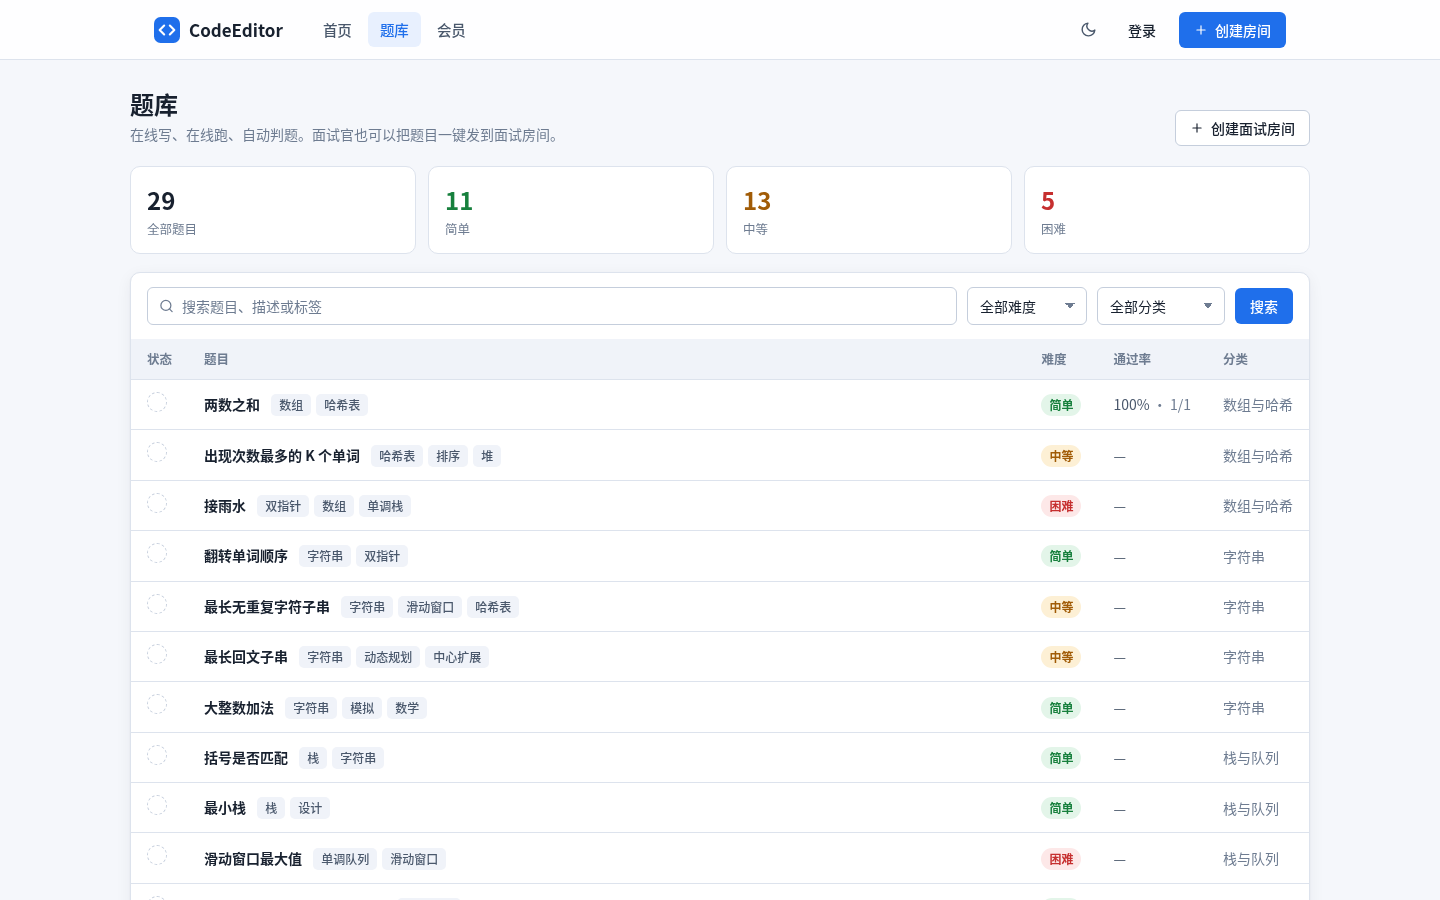 CodeEditor 首页 题库 会员 登录 创建房间
题库
在线写、在线跑、自动判题。面试官也可以把题目一键发到面试房间。
创建面试房间
29 11 13 5
全部题目 简单 中等 困难
搜索题目、描述或标签 全部难度 全部分类 搜索
状态 题目 难度 通过率 分类
两数之和 数组 哈希表 简单 100% · 1/1 数组与哈希
出现次数最多的 K 个单词 哈希表 排序 堆 中等 — 数组与哈希
接雨水 双指针 数组 单调栈 困难 — 数组与哈希
翻转单词顺序 字符串 双指针 简单 — 字符串
最长无重复字符子串 字符串 滑动窗口 哈希表 中等 — 字符串
最长回文子串 字符串 动态规划 中心扩展 中等 — 字符串
大整数加法 字符串 模拟 数学 简单 — 字符串
括号是否匹配 栈 字符串 简单 — 栈与队列
最小栈 栈 设计 简单 — 栈与队列
滑动窗口最大值 单调队列 滑动窗口 困难 — 栈与队列